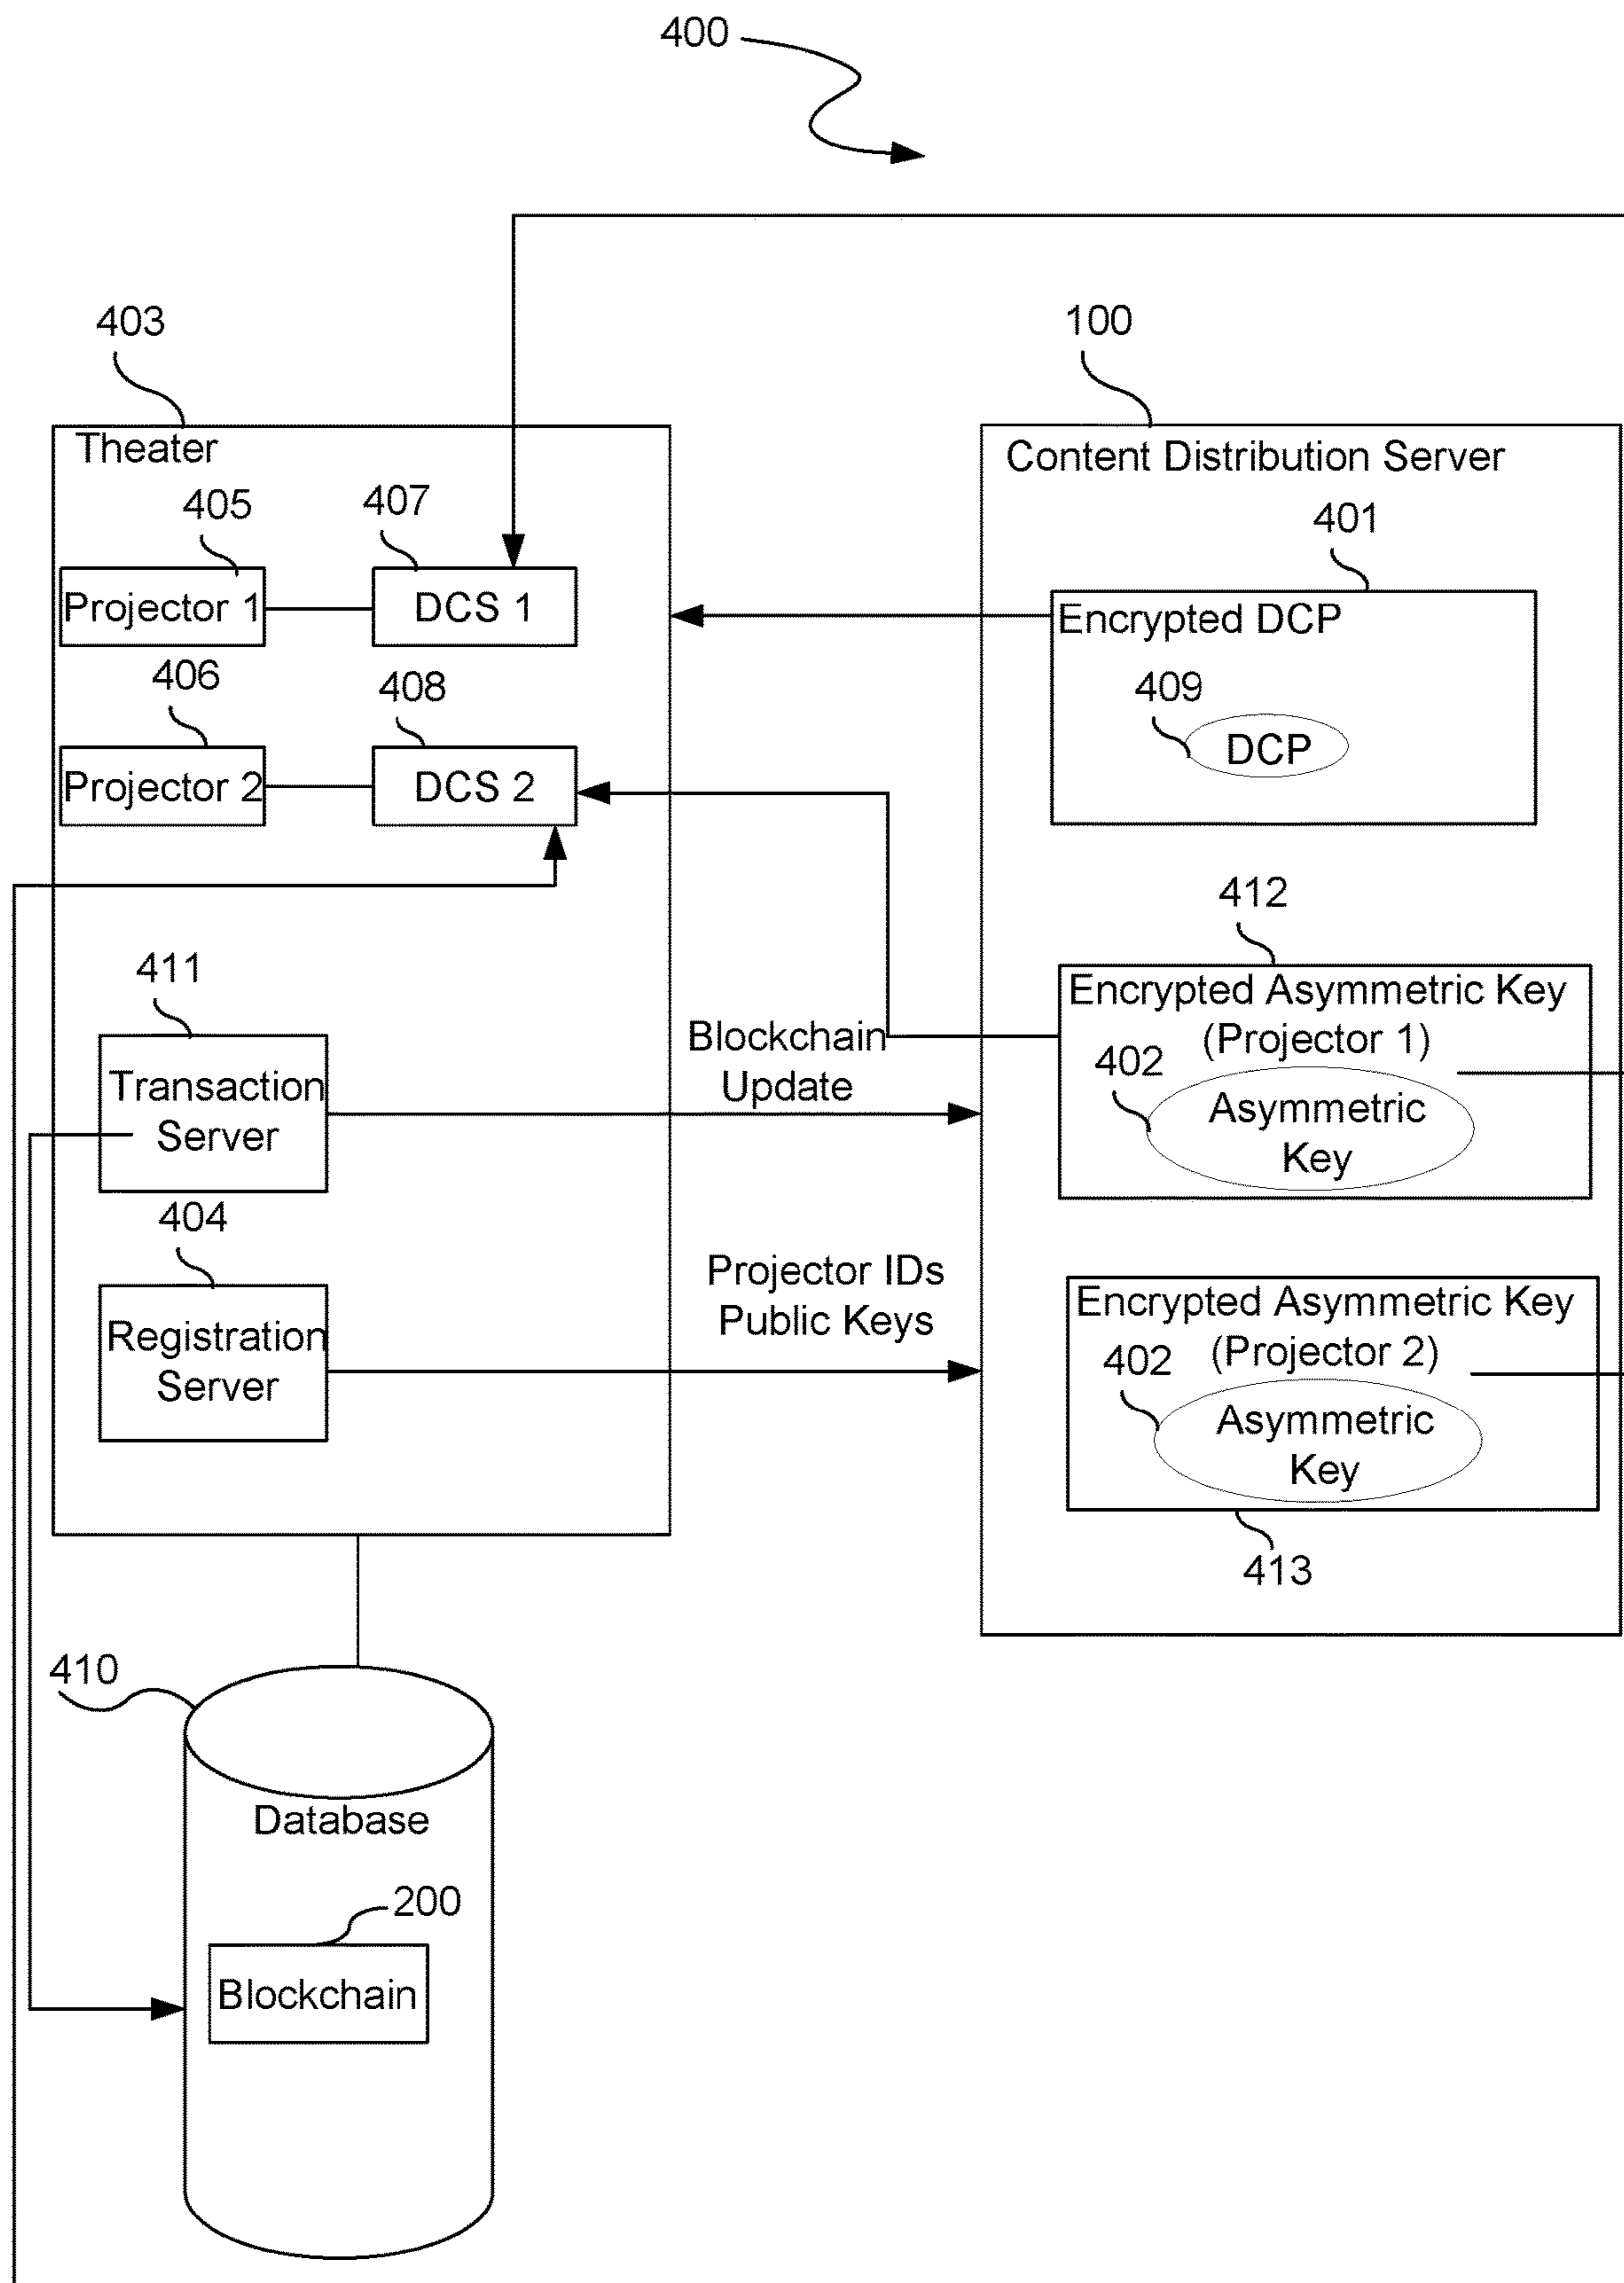 400
403
100
Theater
Content Distribution Server
405
407
401
Projector 1
DCS 1
Encrypted DCP
406
408
409
DCP
Projector 2
DCS 2
412
411
Encrypted Asymmetric Key
(Projector 1)
Blockchain
Update
402
Transaction
Server
Asymmetric
Key
404
Projector IDs
Public Keys
Encrypted Asymmetric Key
(Projector 2)
Registration
Server
402
Asymmetric
Key
413
410
Database
200
Blockchain